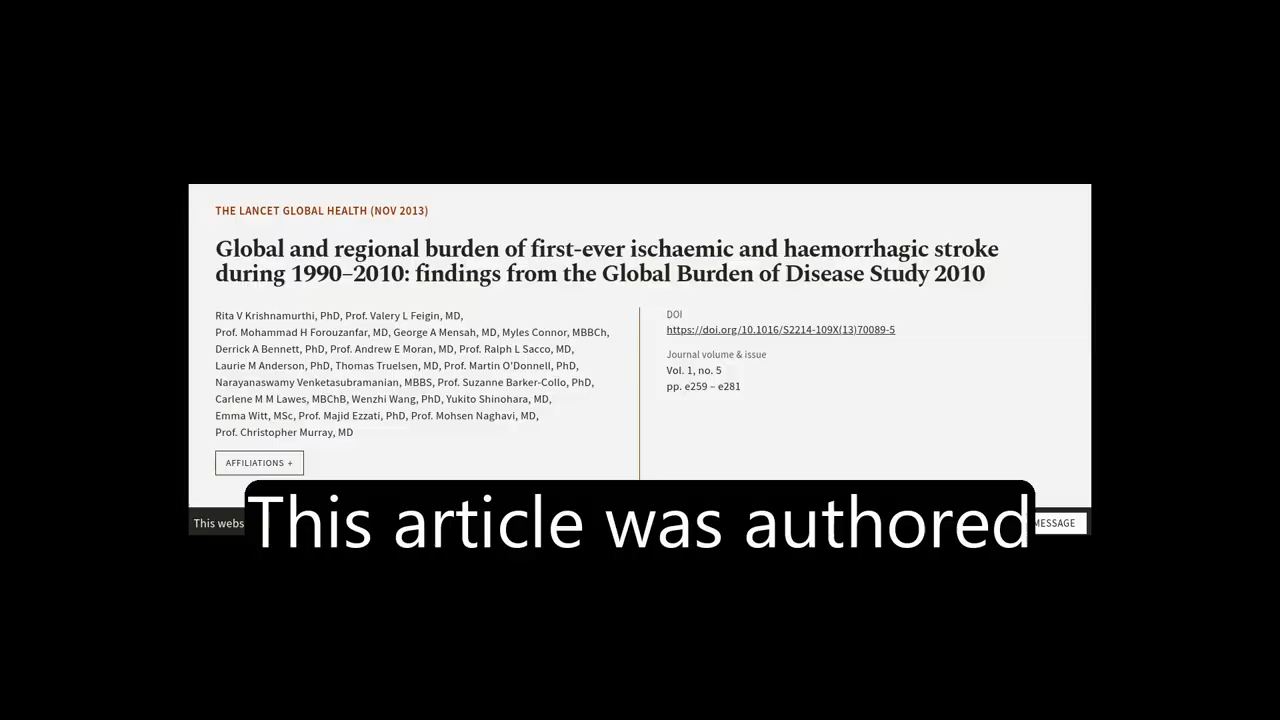 THE LANCET GLOBAL HEALTH (NOV 2013)
Global and regional burden of first-ever ischaemic and haemorrhagic stroke
during 1990–2010: findings from the Global Burden of Disease Study 2010
Rita V Krishnamurthi, PhD, Prof. Valery L Feigin, MD,
Prof. Mohammad H Forouzanfar, MD, George A Mensah, MD, Myles Connor, MBBCh,
Derrick A Bennett, PhD, Prof. Andrew E Moran, MD, Prof. Ralph L Sacco, MD,
Laurie M Anderson, PhD, Thomas Truelsen, MD, Prof. Martin O'Donnell, PhD,
Narayanaswamy Venketasubramanian, MBBS, Prof. Suzanne Barker-Collo, PhD,
Carlene M M Lawes, MBChB, Wenzhi Wang, PhD, Yukito Shinohara, MD,
Emma Witt, MSc, Prof. Majid Ezzati, PhD, Prof. Mohsen Naghavi, MD,
Prof. Christopher Murray, MD
AFFILIATIONS +
DOI
https://doi.org/10.1016/S2214-109X(13)70089-5
Journal volume & issue
Vol. 1, no. 5
pp. e259 – e281
This webs
MESSAGE
This article was authored